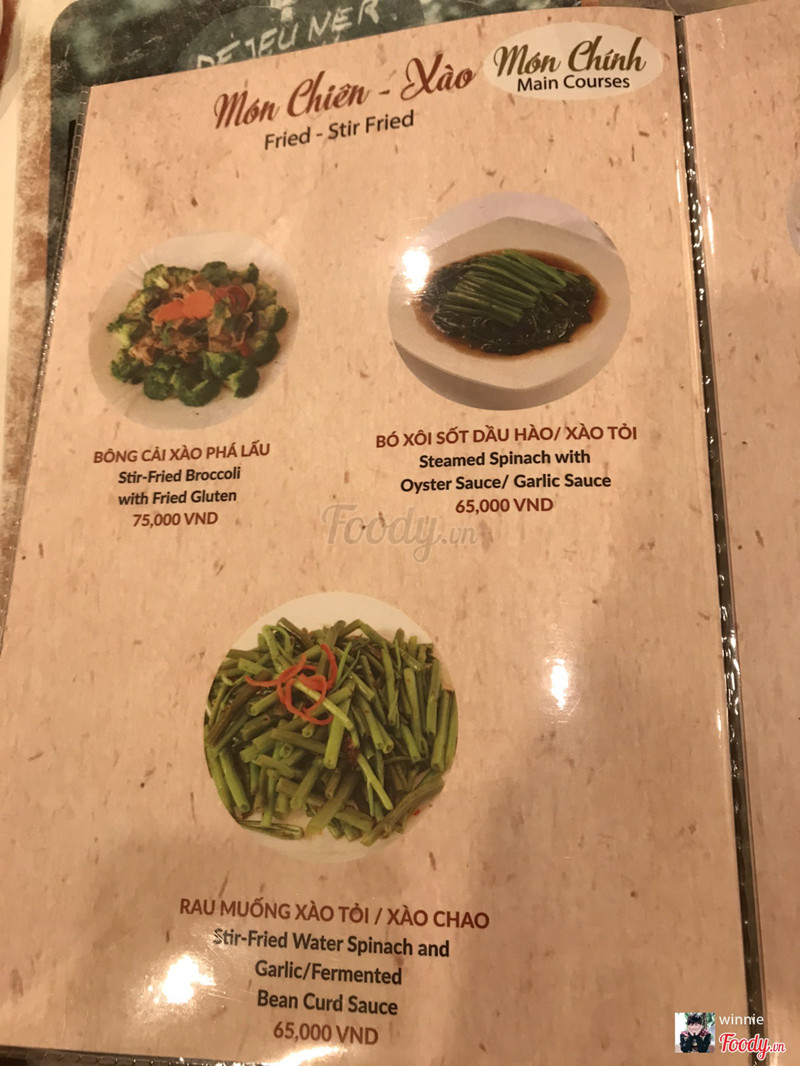 DÉJEUNER
Món Chiên - Xào
Fried - Stir Fried
Món Chính
Main Courses
BÔNG CẢI XÀO PHÁ LẤU
Stir-Fried Broccoli
with Fried Gluten
75,000 VND
BÓ XÔI SỐT DẦU HÀO/ XÀO TỎI
Steamed Spinach with
Oyster Sauce/ Garlic Sauce
65,000 VND
Foody.vn
RAU MUỐNG XÀO TỎI / XÀO CHAO
Stir-Fried Water Spinach and
Garlic/Fermented
Bean Curd Sauce
65,000 VND
winnie
Foody.vn